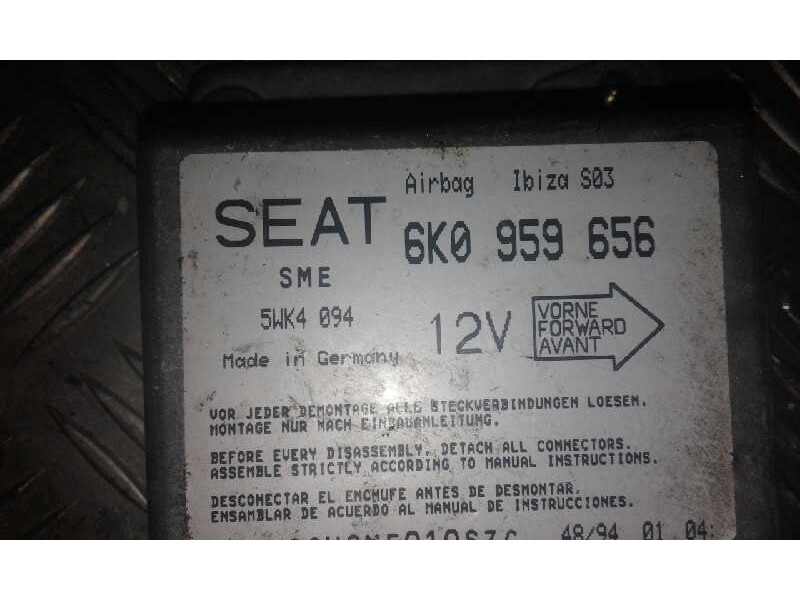 Airbag Ibiza S03
SEAT 6K0 959 656
SME
5WK4 094
12V
VORNE
FORWARD
AVANT
Made in Germany
VOR JEDER DEMONTAGE ALLE STECKVERBINDUNGEN LOESEN.
MONTAGE NUR NACH EINBAUANLEITUNG.
BEFORE EVERY DISASSEMBLY, DETACH ALL CONNECTORS.
ASSEMBLE STRICTLY ACCORDING TO MANUAL INSTRUCTIONS.
DESCONECTAR EL ENCHUFE ANTES DE DESMONTAR.
ENSAMBLAR DE ACUERDO AL MANUAL DE INSTRUCCIONES.
48/94 01 04: